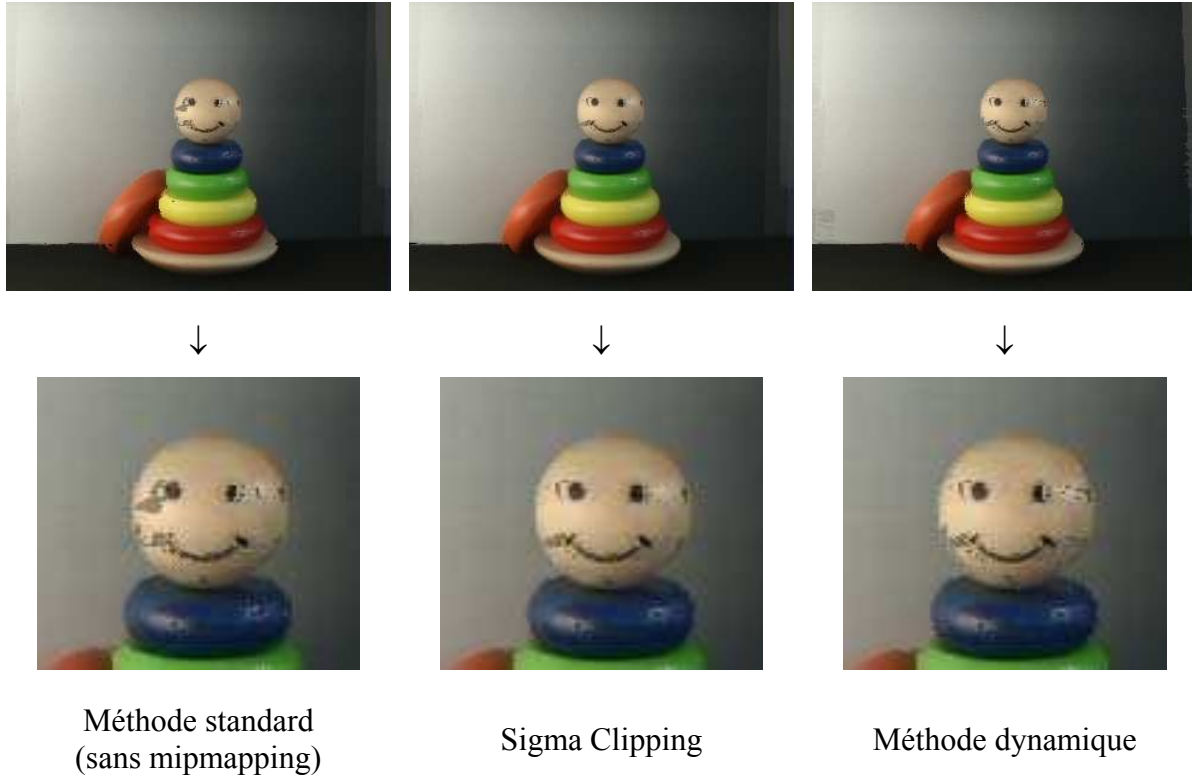 ↓ ↓ ↓
Méthode standard
(sans mipmapping)
Sigma Clipping
Méthode dynamique